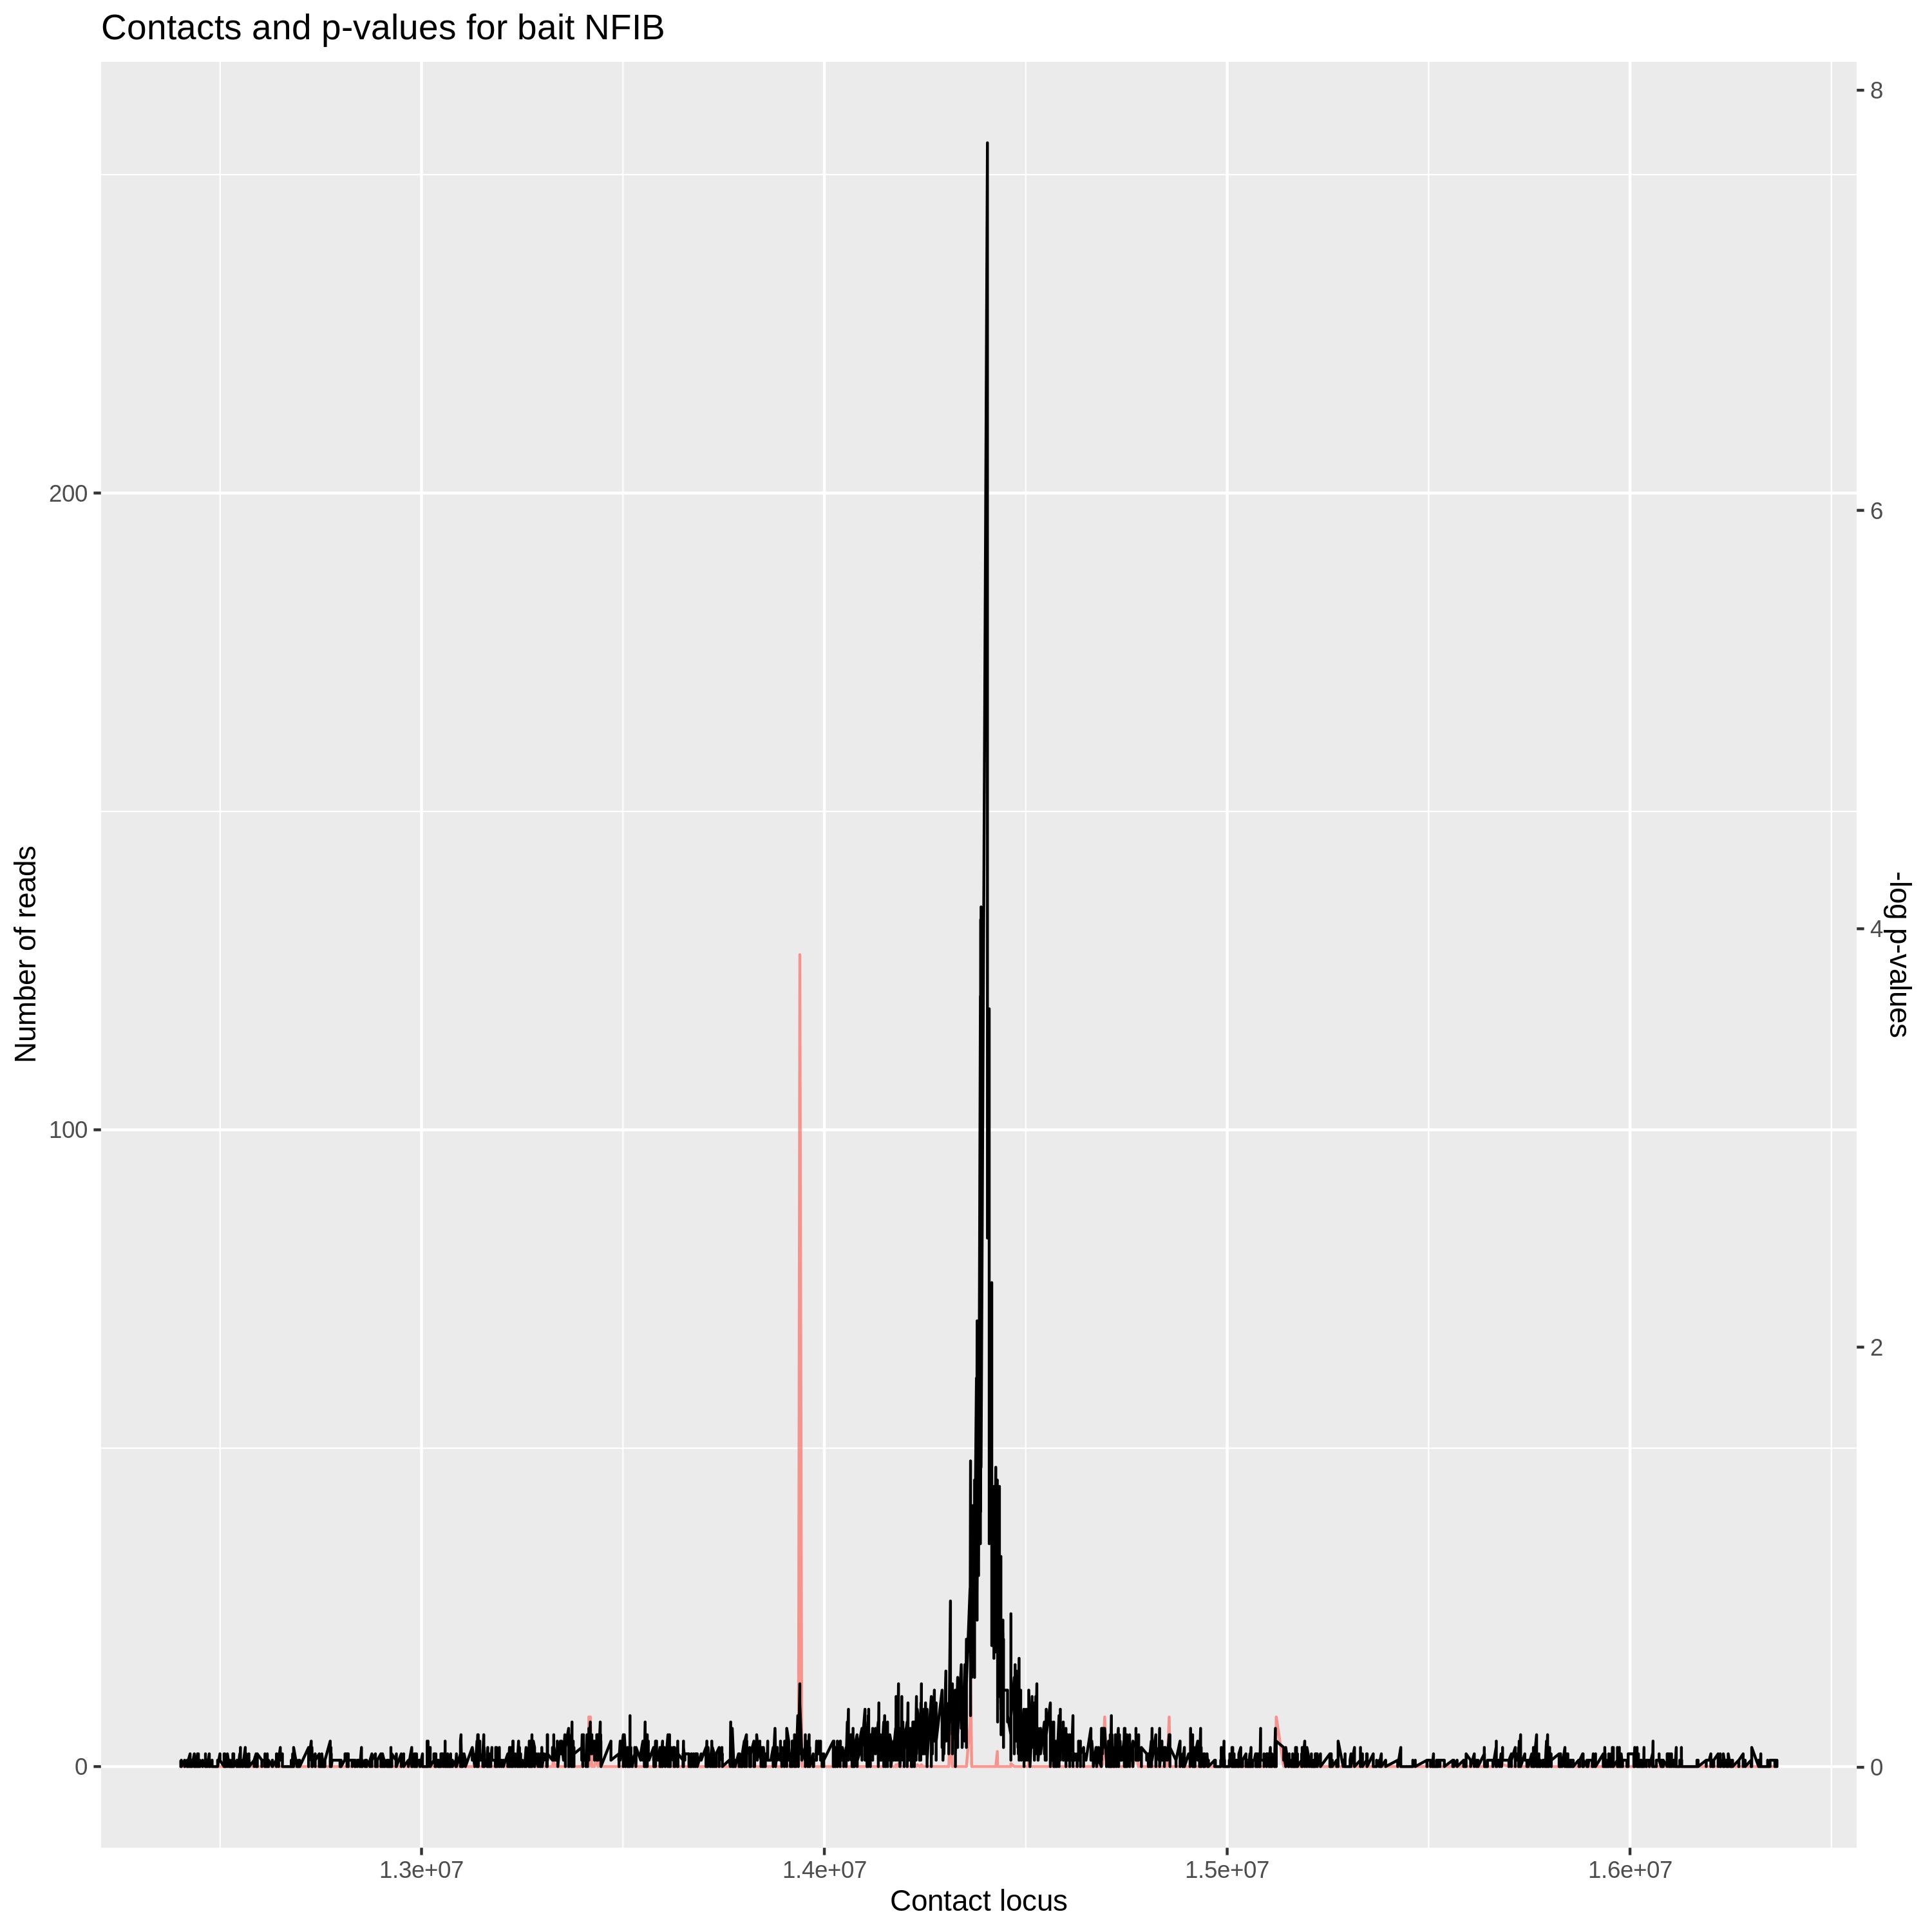 Contacts and p-values for bait NFIB
Number of reads
200
100
0
8
6
4
2
0
-log p-values
1.3e+07
1.4e+07
1.5e+07
1.6e+07
Contact locus